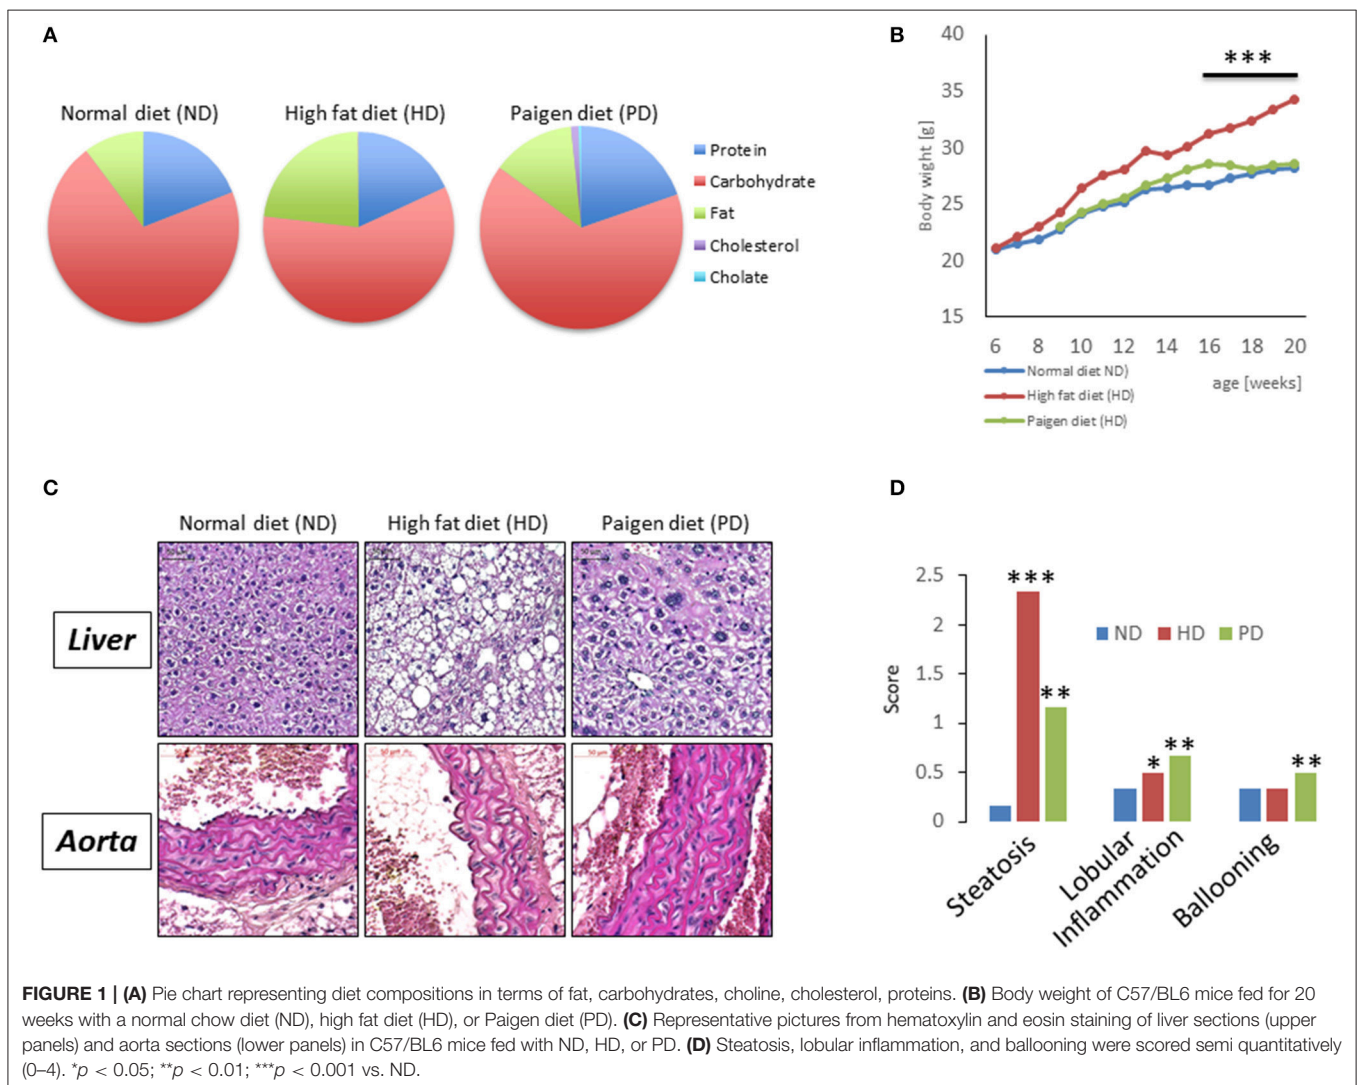 A
Normal diet (ND)
High fat diet (HD)
Paigen diet (PD)
Protein
Carbohydrate
Fat
Cholesterol
Cholate
B
Body wight [g]
40
35
30
25
20
15
***
6 8 10 12 14 16 18 20
age [weeks]
Normal diet ND)
High fat diet (HD)
Paigen diet (HD)
C
Normal diet (ND)
High fat diet (HD)
Paigen diet (PD)
Liver
Aorta
50 µm
D
Score
2.5
2
1.5
1
0.5
0
ND HD PD
***
**
*
**
**
Steatosis
Lobular
Inflammation
Ballooning
FIGURE 1 | (A) Pie chart representing diet compositions in terms of fat, carbohydrates, choline, cholesterol, proteins. (B) Body weight of C57/BL6 mice fed for 20
weeks with a normal chow diet (ND), high fat diet (HD), or Paigen diet (PD). (C) Representative pictures from hematoxylin and eosin staining of liver sections (upper
panels) and aorta sections (lower panels) in C57/BL6 mice fed with ND, HD, or PD. (D) Steatosis, lobular inflammation, and ballooning were scored semi quantitatively
(0–4). *p < 0.05; **p < 0.01; ***p < 0.001 vs. ND.